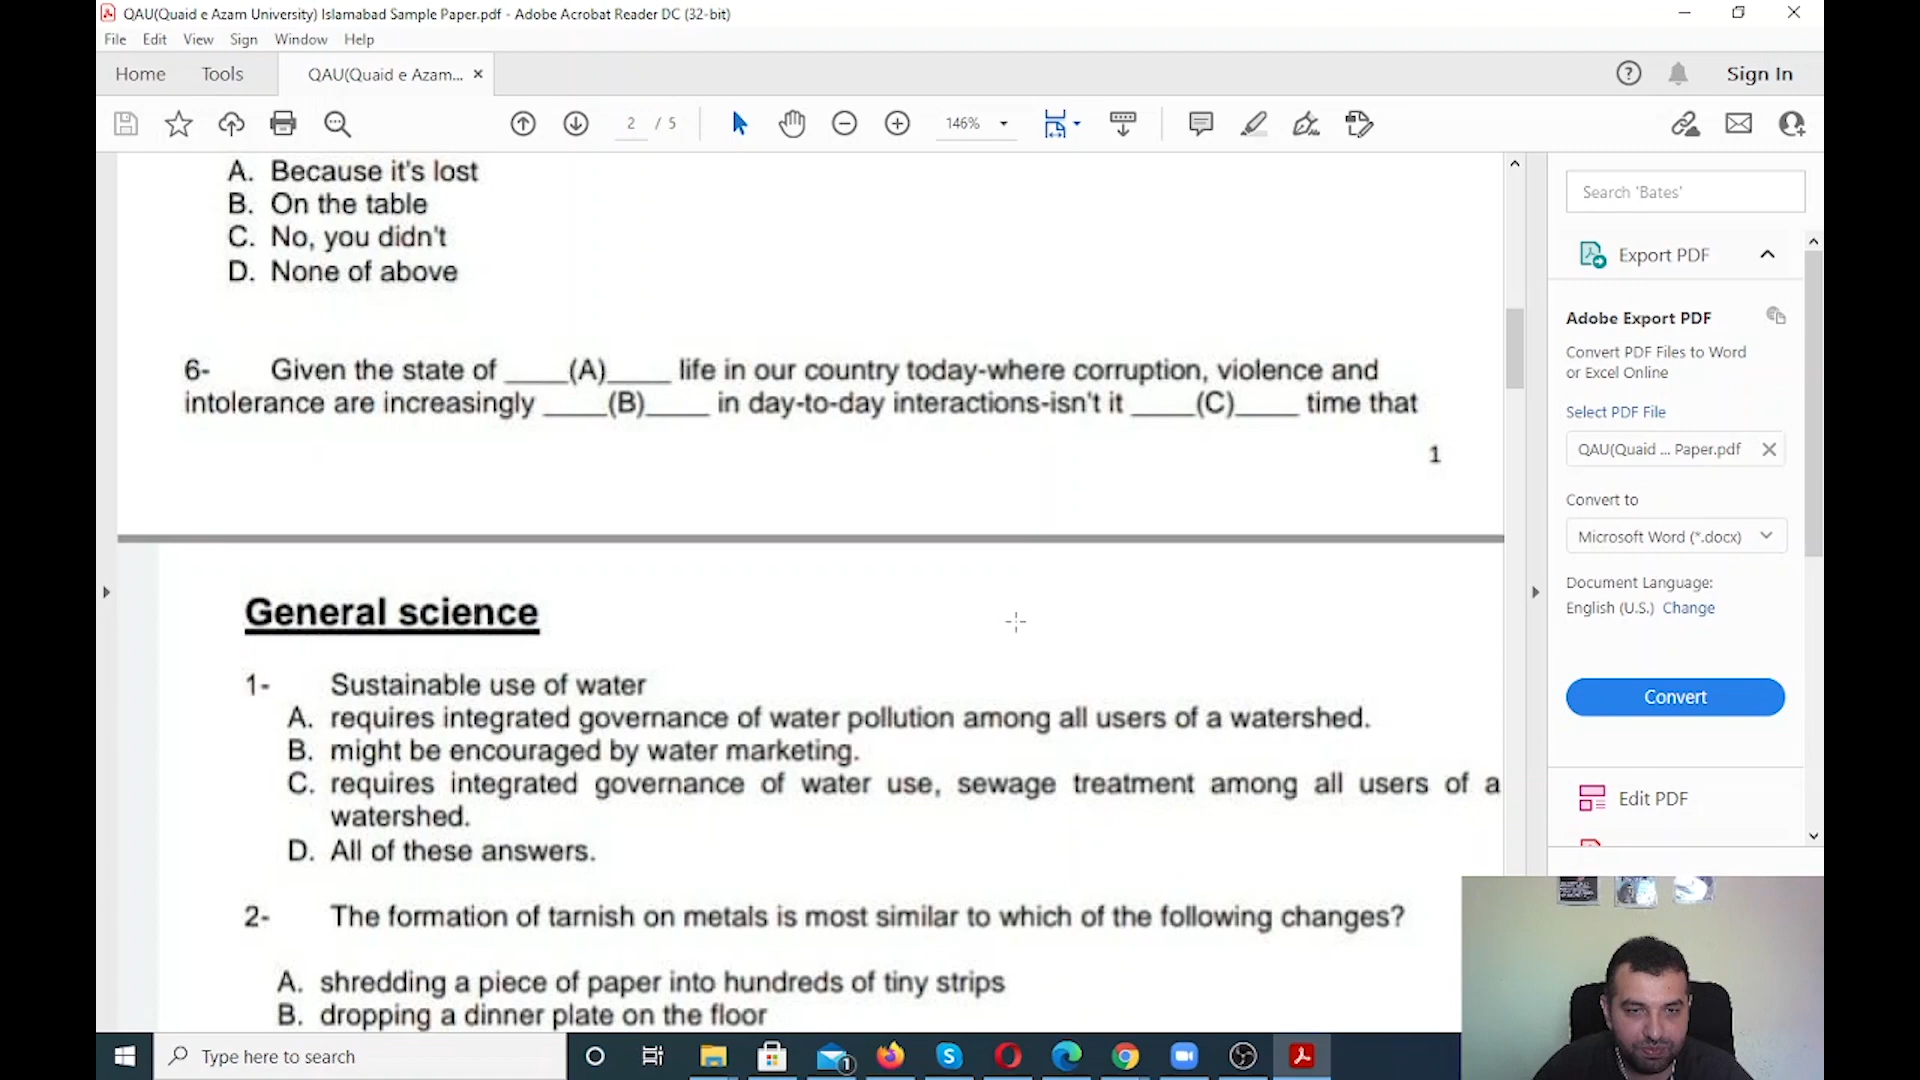 QAU(Quaid e Azam University) Islamabad Sample Paper.pdf - Adobe Acrobat Reader DC (32-bit)
File Edit View Sign Window Help
Home Tools QAU(Quaid e Azam... × Sign In
2 / 5 146%
A. Because it's lost
B. On the table
C. No, you didn't
D. None of above
6- Given the state of ____(A)____ life in our country today-where corruption, violence and
intolerance are increasingly ____(B)____ in day-to-day interactions-isn't it ____(C)____ time that
1
General science
1- Sustainable use of water
A. requires integrated governance of water pollution among all users of a watershed.
B. might be encouraged by water marketing.
C. requires integrated governance of water use, sewage treatment among all users of a
watershed.
D. All of these answers.
2- The formation of tarnish on metals is most similar to which of the following changes?
A. shredding a piece of paper into hundreds of tiny strips
B. dropping a dinner plate on the floor
Search 'Bates'
Export PDF
Adobe Export PDF
Convert PDF Files to Word
or Excel Online
Select PDF File
QAU(Quaid ... Paper.pdf
Convert to
Microsoft Word (*.docx)
Document Language:
English (U.S.) Change
Convert
Edit PDF
Type here to search
1